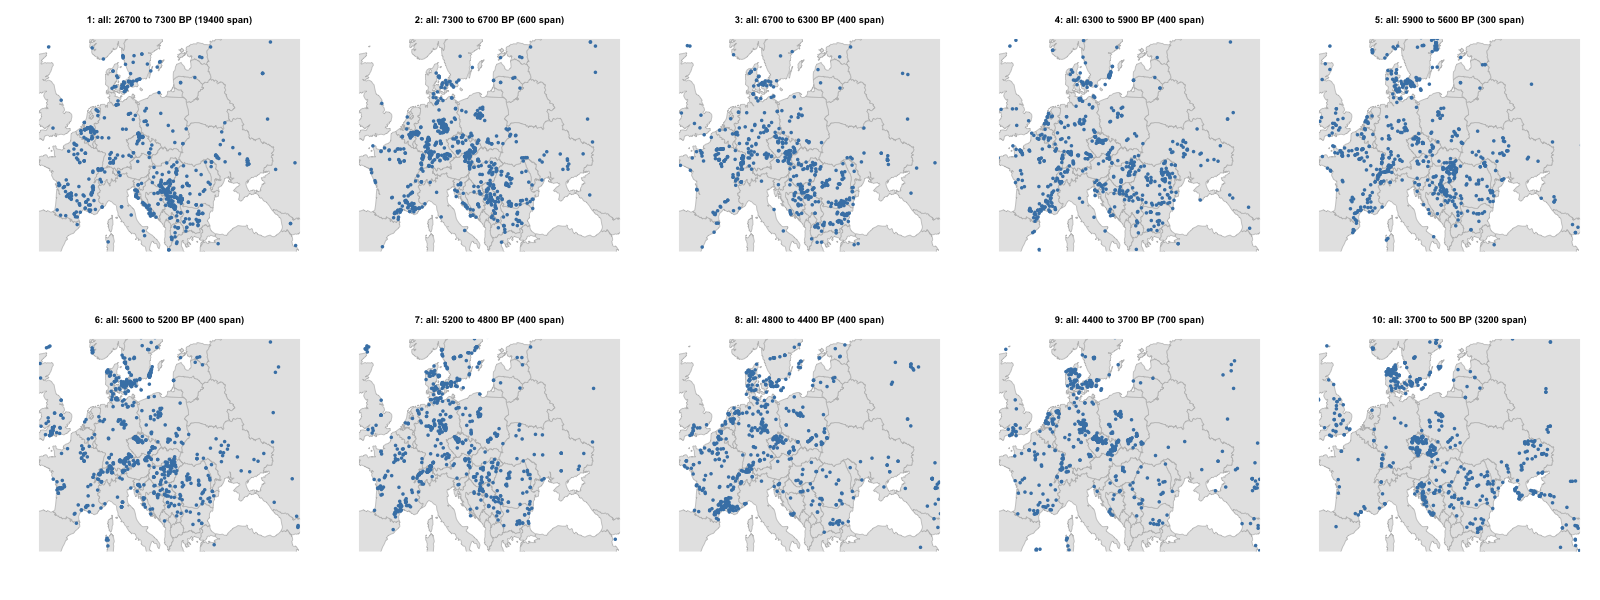 1: all: 26700 to 7300 BP (19400 span)
2: all: 7300 to 6700 BP (600 span)
3: all: 6700 to 6300 BP (400 span)
4: all: 6300 to 5900 BP (400 span)
5: all: 5900 to 5600 BP (300 span)
6: all: 5600 to 5200 BP (400 span)
7: all: 5200 to 4800 BP (400 span)
8: all: 4800 to 4400 BP (400 span)
9: all: 4400 to 3700 BP (700 span)
10: all: 3700 to 500 BP (3200 span)